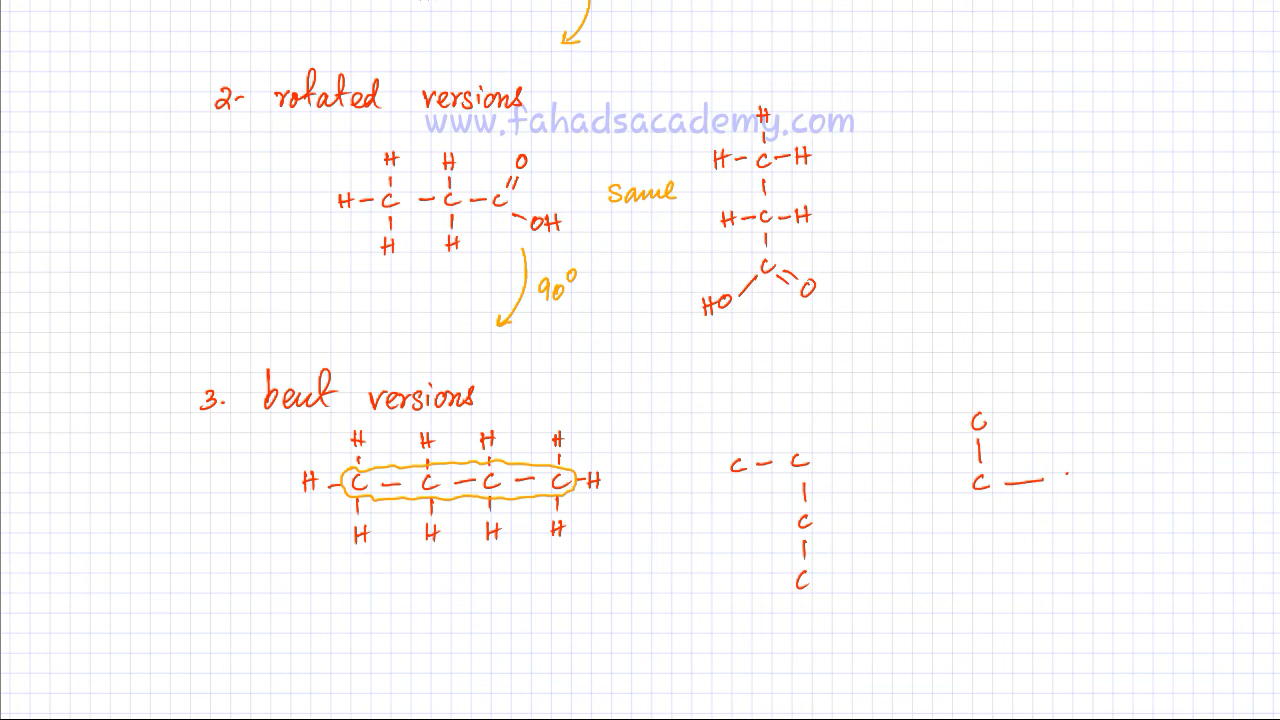 2- rotated versions
www.fahadsacademy.com
H H O
H - C - C - C
OH
H H
same
H
H - C - H
H - C - H
C
HO O
90°
3. bent versions
H H H H
H - C - C - C - C - H
H H H H
C - C
C
C
C
C -